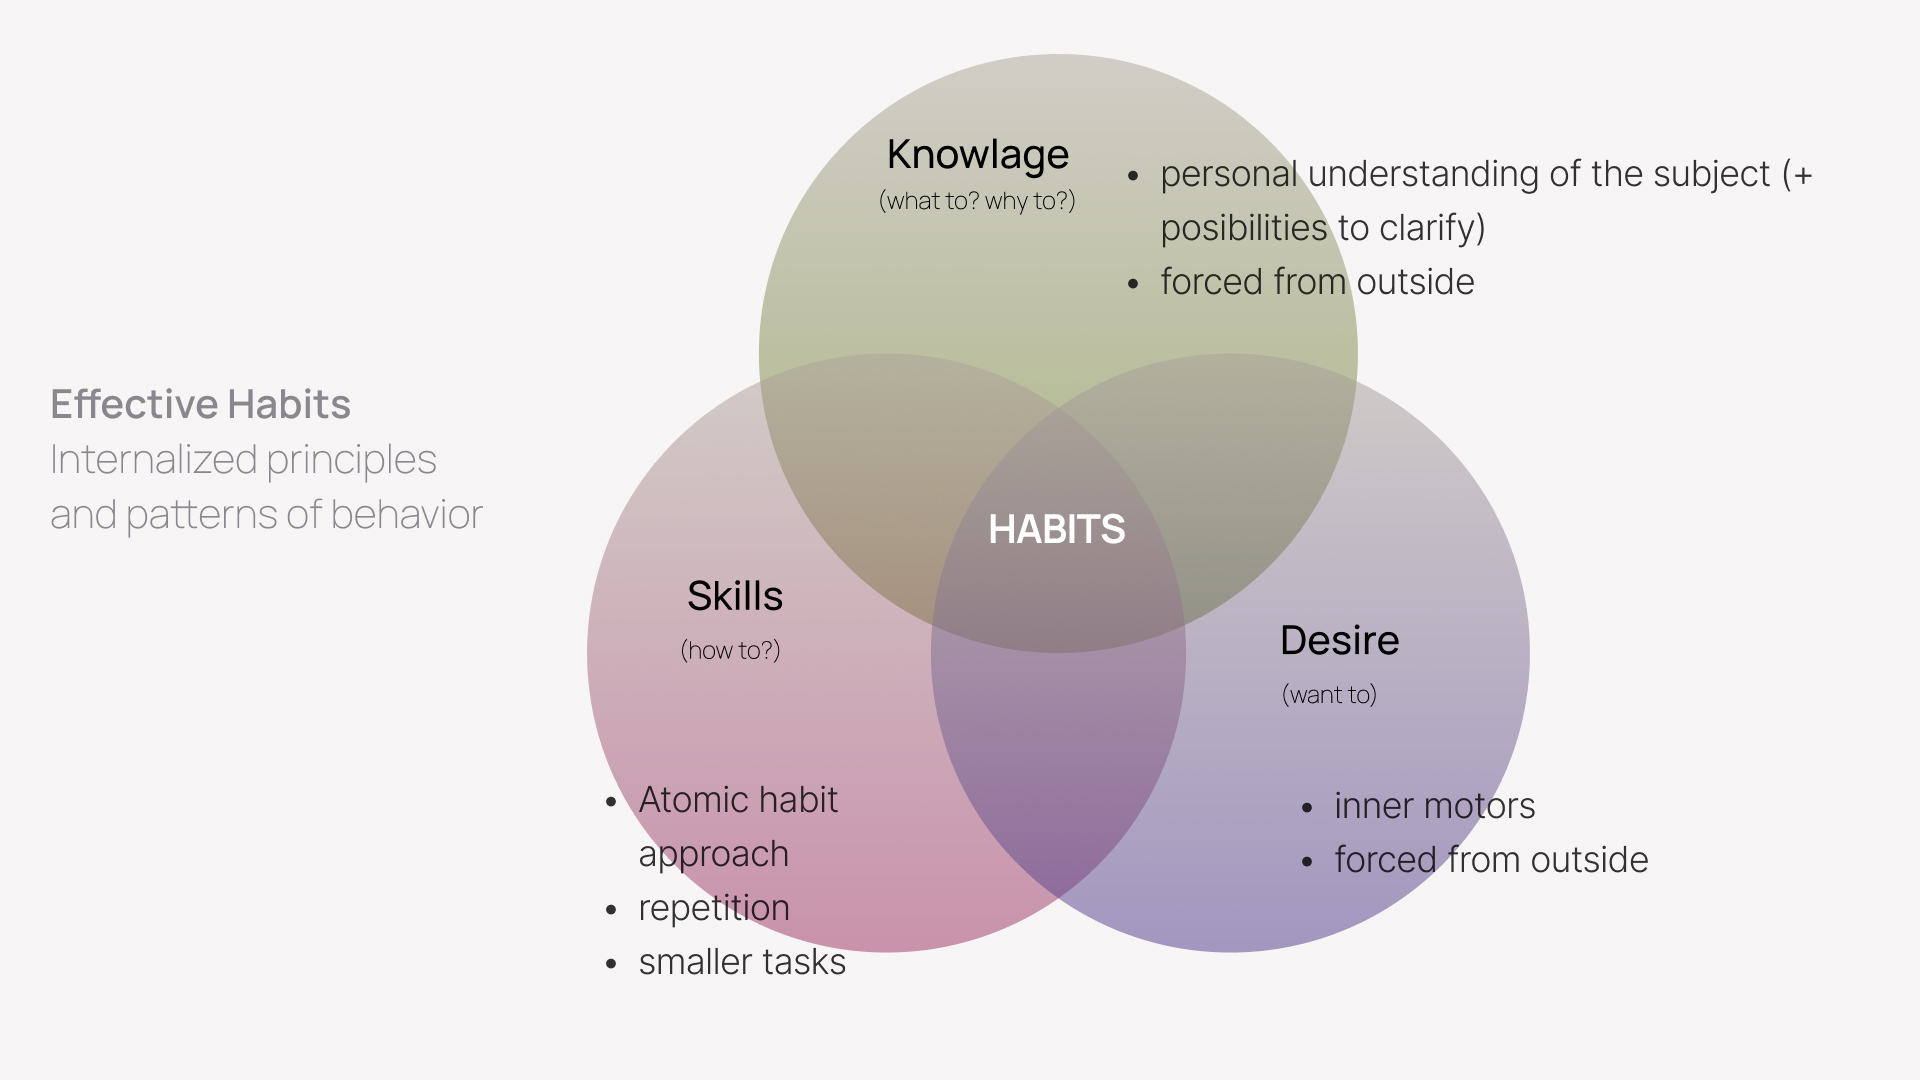 Effective Habits
Internalized principles
and patterns of behavior
Knowlage
(what to? why to?)
• personal understanding of the subject (+
posibilities to clarify)
• forced from outside
HABITS
Skills
(how to?)
• Atomic habit
approach
• repetition
• smaller tasks
Desire
(want to)
• inner motors
• forced from outside